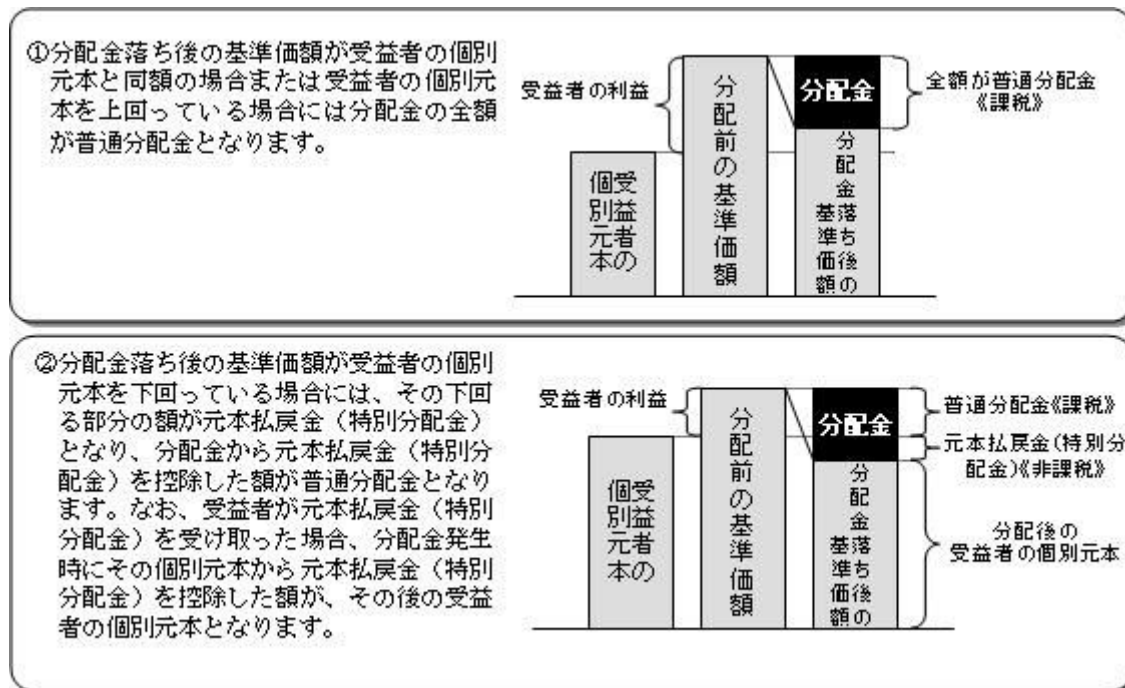 ①分配金落ち後の基準価額が受益者の個別
元本と同額の場合または受益者の個別元
本を上回っている場合には分配金の全額
が普通分配金となります。
受益者の利益
受益者の
個別元本
分配前の基準価額
分配金
分配金落ち後の
基準価額
全額が普通分配金
《課税》
②分配金落ち後の基準価額が受益者の個別
元本を下回っている場合には、その下回
る部分の額が元本払戻金（特別分配金）
となり、分配金から元本払戻金（特別分
配金）を控除した額が普通分配金となり
ます。なお、受益者が元本払戻金（特別
分配金）を受け取った場合、分配金発生
時にその個別元本から元本払戻金（特別
分配金）を控除した額が、その後の受益
者の個別元本となります。
受益者の利益
受益者の
個別元本
分配前の基準価額
分配金
分配金落ち後の
基準価額
普通分配金《課税》
元本払戻金(特別分
配金)《非課税》
分配後の
受益者の個別元本